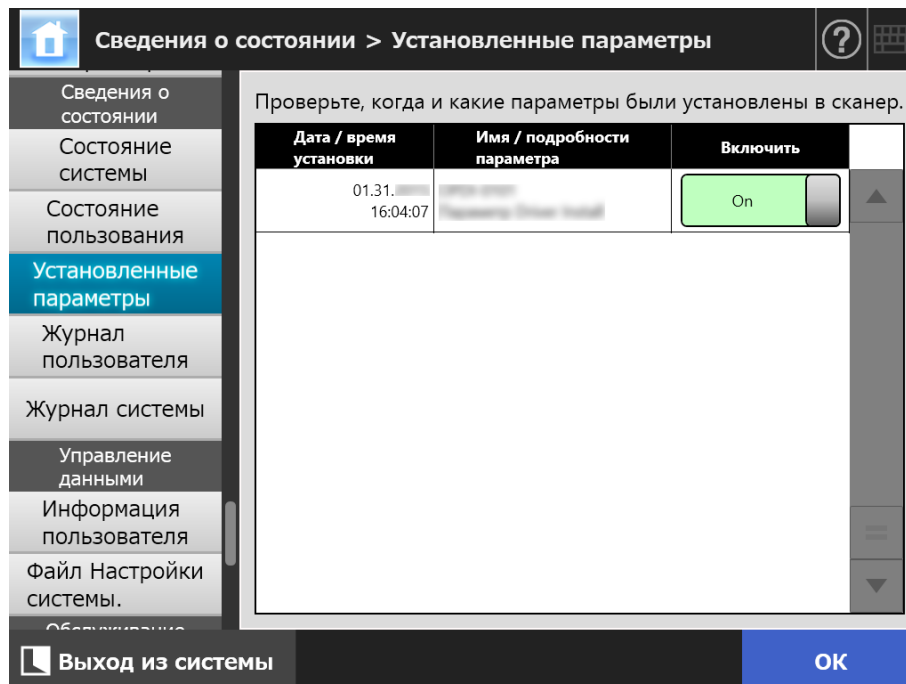 Сведения о состоянии > Установленные параметры
?
Сведения о
состоянии
Состояние
системы
Состояние
пользования
Установленные
параметры
Журнал
пользователя
Журнал системы
Управление
данными
Информация
пользователя
Файл Настройки
системы.
Проверьте, когда и какие параметры были установлены в сканер.
Дата / время
установки
Имя / подробности
параметра
Включить
01.31.
16:04:07
On
Выход из системы
ОК